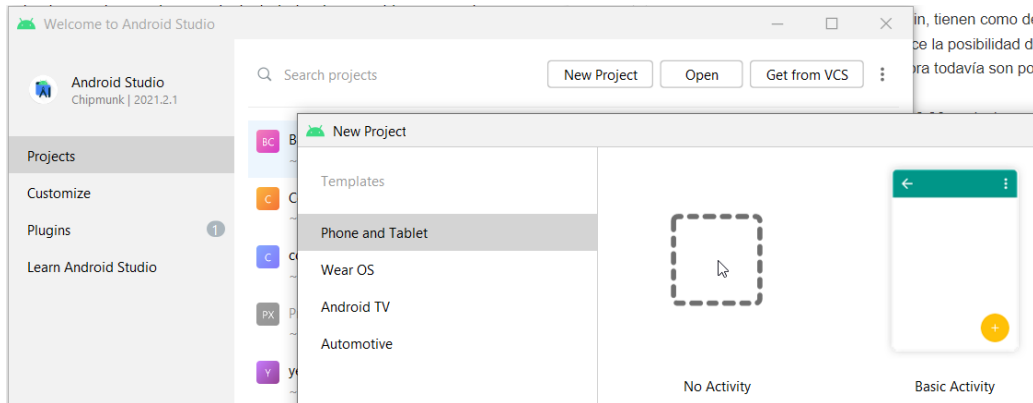 Welcome to Android Studio
in, tienen como de
ce la posibilidad d
ora todavía son po
Android Studio
Chipmunk | 2021.2.1
Search projects
New Project
Open
Get from VCS
Projects
Customize
Plugins
1
Learn Android Studio
BC
B
C
C
C
PX
P
Y
New Project
Templates
Phone and Tablet
Wear OS
Android TV
Automotive
No Activity
Basic Activity